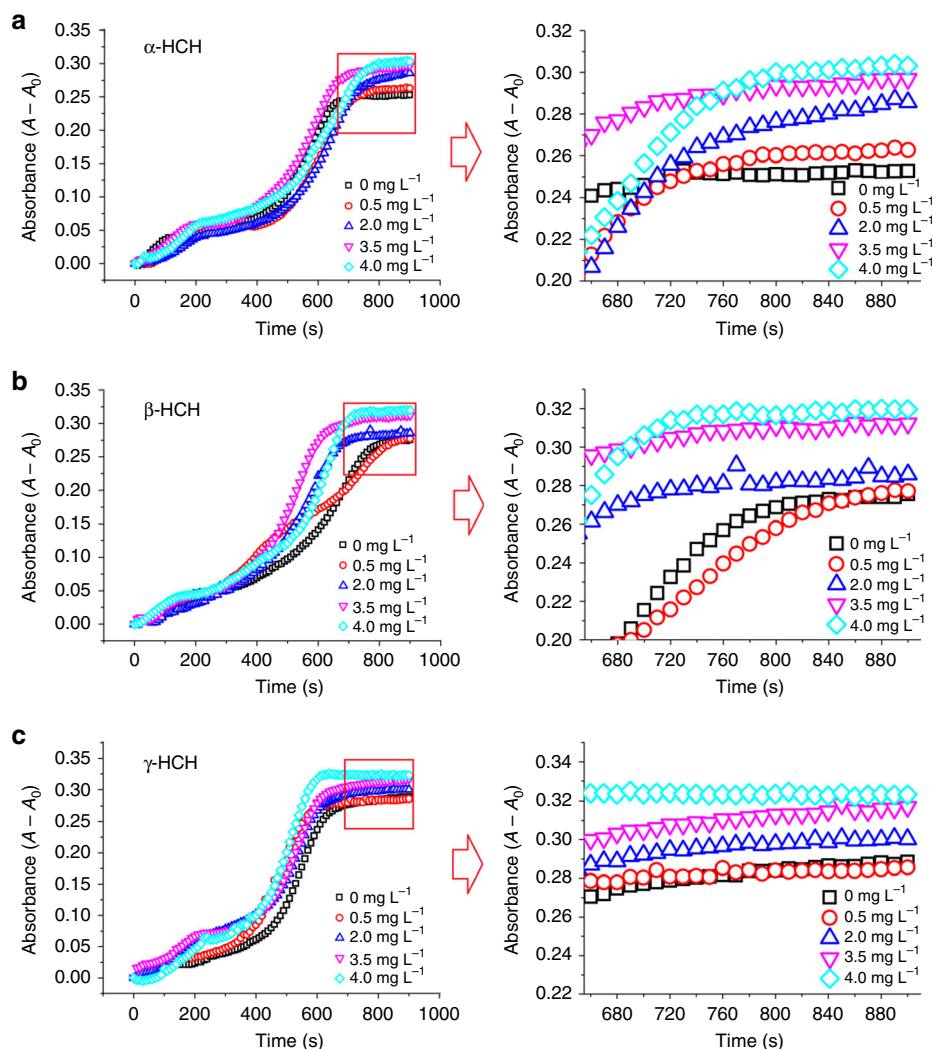 a
α-HCH
Absorbance (A – A₀)
0.35
0.30
0.25
0.20
0.15
0.10
0.05
0.00
0 mg L⁻¹
0.5 mg L⁻¹
2.0 mg L⁻¹
3.5 mg L⁻¹
4.0 mg L⁻¹
0 200 400 600 800 1000
Time (s)
Absorbance (A – A₀)
0.32
0.30
0.28
0.26
0.24
0.22
0.20
0 mg L⁻¹
0.5 mg L⁻¹
2.0 mg L⁻¹
3.5 mg L⁻¹
4.0 mg L⁻¹
680 720 760 800 840 880
Time (s)
b
β-HCH
Absorbance (A – A₀)
0.35
0.30
0.25
0.20
0.15
0.10
0.05
0.00
0 mg L⁻¹
0.5 mg L⁻¹
2.0 mg L⁻¹
3.5 mg L⁻¹
4.0 mg L⁻¹
0 200 400 600 800 1000
Time (s)
Absorbance (A – A₀)
0.32
0.30
0.28
0.26
0.24
0.22
0.20
0 mg L⁻¹
0.5 mg L⁻¹
2.0 mg L⁻¹
3.5 mg L⁻¹
4.0 mg L⁻¹
680 720 760 800 840 880
Time (s)
c
γ-HCH
Absorbance (A – A₀)
0.35
0.30
0.25
0.20
0.15
0.10
0.05
0.00
0 mg L⁻¹
0.5 mg L⁻¹
2.0 mg L⁻¹
3.5 mg L⁻¹
4.0 mg L⁻¹
0 200 400 600 800 1000
Time (s)
Absorbance (A – A₀)
0.34
0.32
0.30
0.28
0.26
0.24
0.22
0 mg L⁻¹
0.5 mg L⁻¹
2.0 mg L⁻¹
3.5 mg L⁻¹
4.0 mg L⁻¹
680 720 760 800 840 880
Time (s)